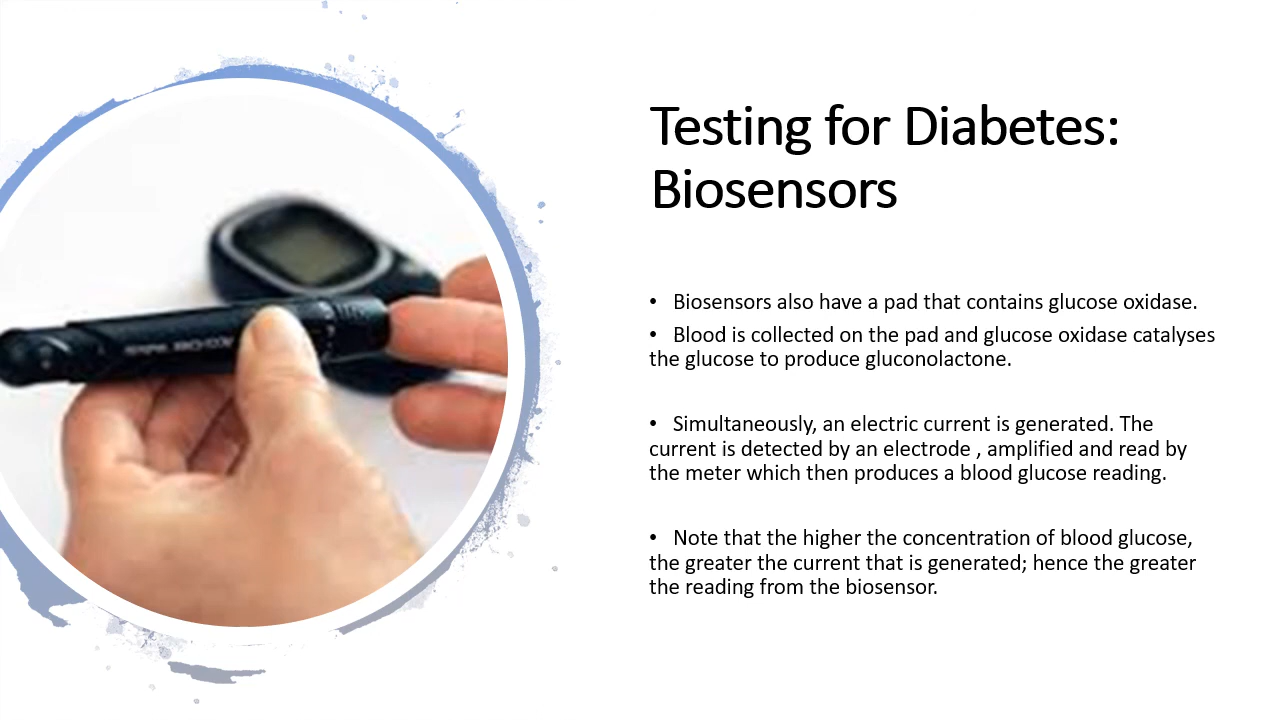 Testing for Diabetes:
Biosensors
• Biosensors also have a pad that contains glucose oxidase.
• Blood is collected on the pad and glucose oxidase catalyses
the glucose to produce gluconolactone.
• Simultaneously, an electric current is generated. The
current is detected by an electrode , amplified and read by
the meter which then produces a blood glucose reading.
• Note that the higher the concentration of blood glucose,
the greater the current that is generated; hence the greater
the reading from the biosensor.